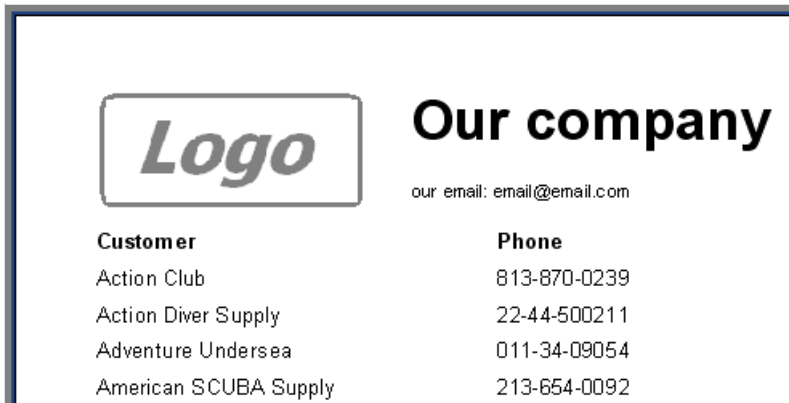 Logo
Our company
our email: email@email.com
Customer Phone
Action Club 813-870-0239
Action Diver Supply 22-44-500211
Adventure Undersea 011-34-09054
American SCUBA Supply 213-654-0092